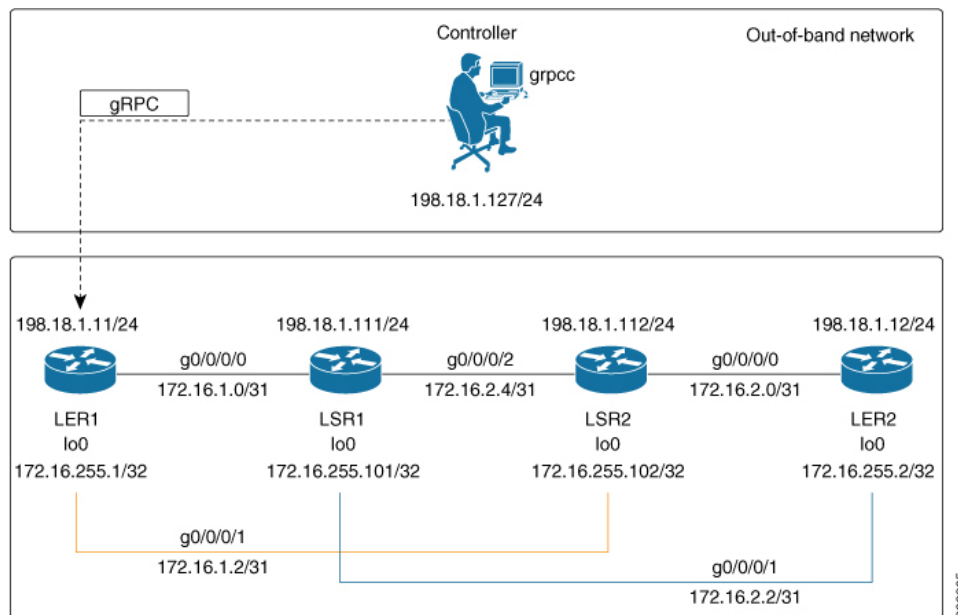 Controller
Out-of-band network
grpcc
gRPC
198.18.1.127/24
198.18.1.11/24
198.18.1.111/24
198.18.1.112/24
198.18.1.12/24
g0/0/0/0
g0/0/0/2
g0/0/0/0
172.16.1.0/31
172.16.2.4/31
172.16.2.0/31
LER1
LSR1
LSR2
LER2
lo0
lo0
lo0
lo0
172.16.255.1/32
172.16.255.101/32
172.16.255.102/32
172.16.255.2/32
g0/0/0/1
172.16.1.2/31
g0/0/0/1
172.16.2.2/31